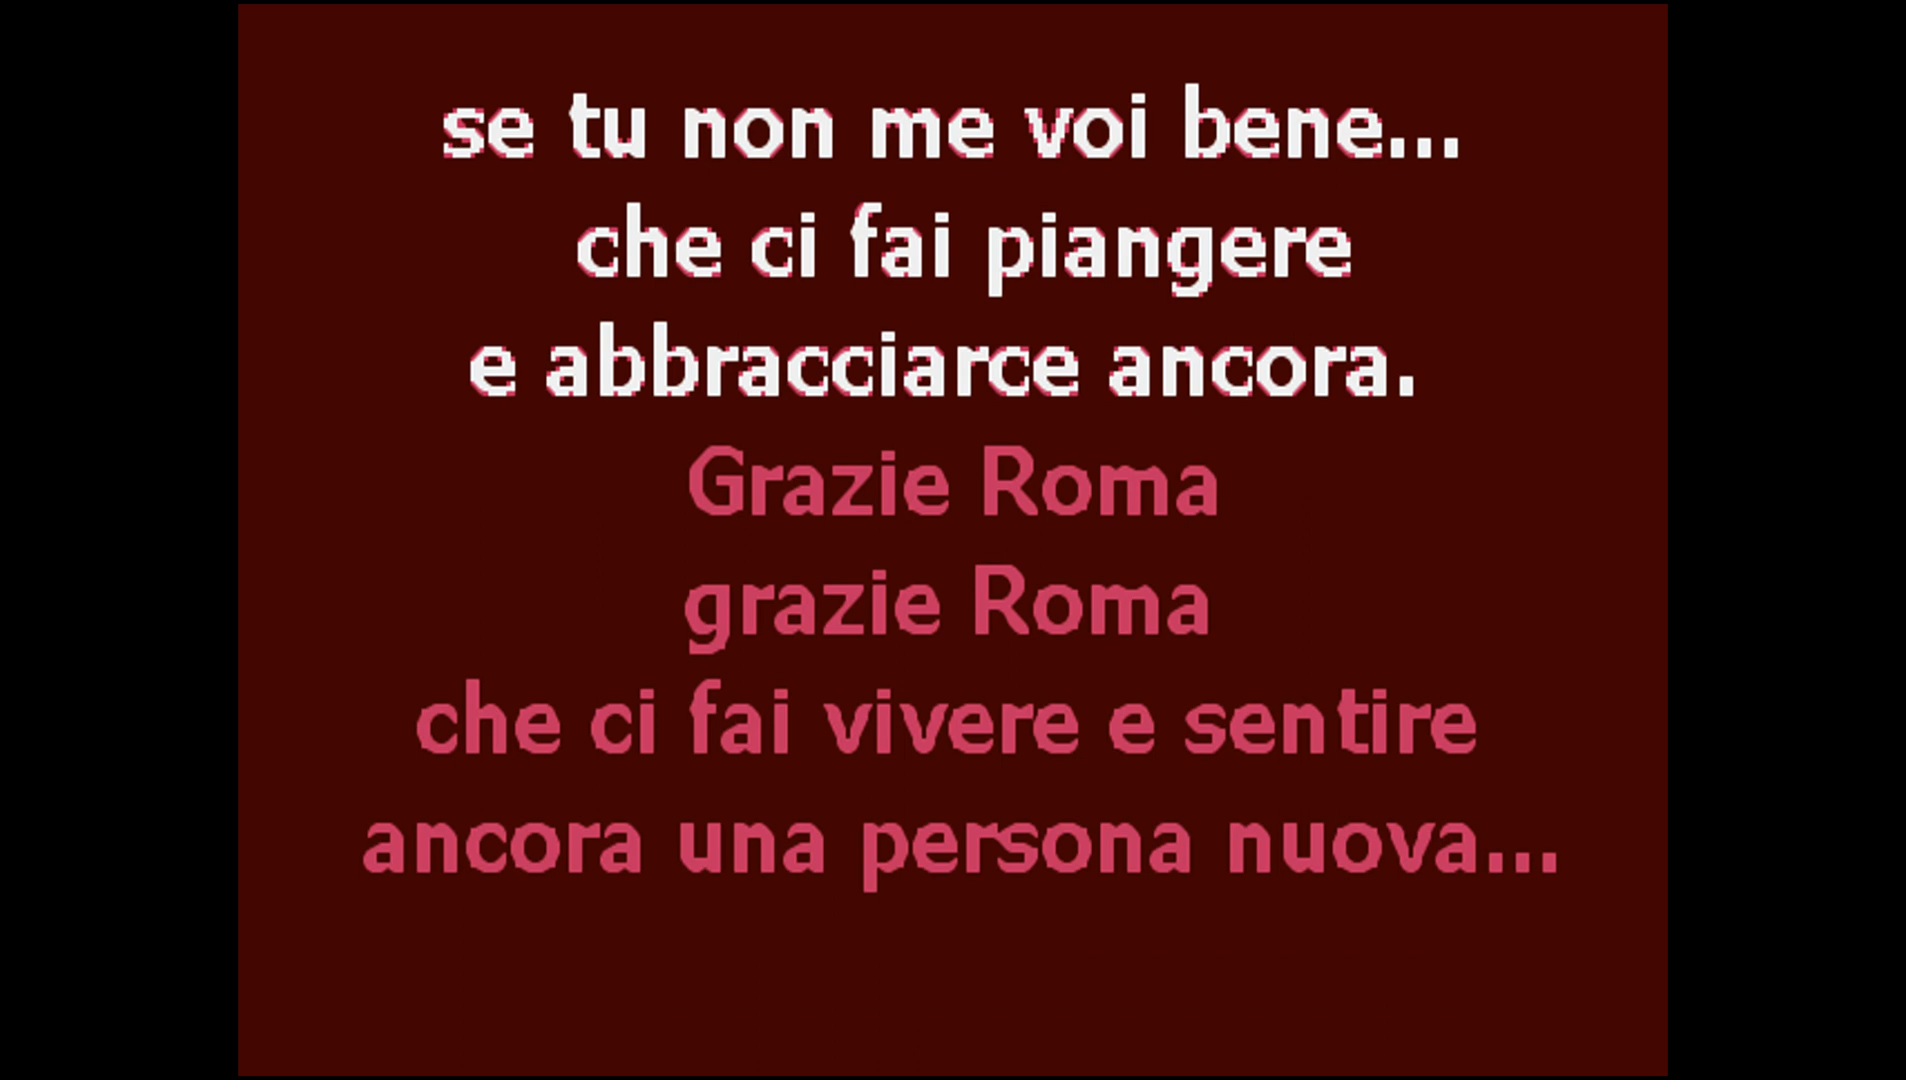 se tu non me voi bene...
che ci fai piangere
e abbracciarce ancora.
Grazie Roma
grazie Roma
che ci fai vivere e sentire
ancora una persona nuova...